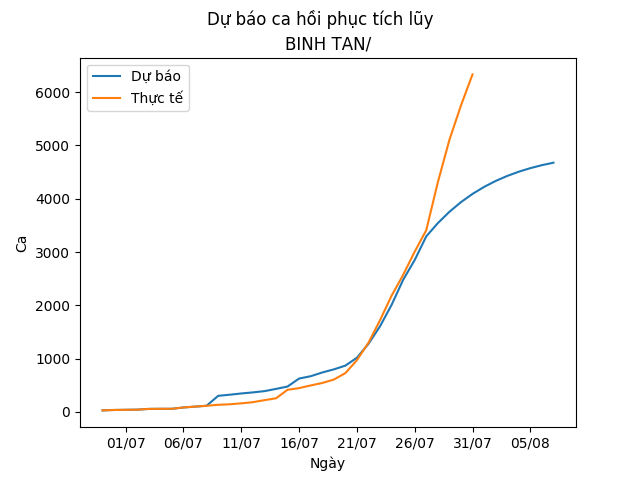 Dự báo ca hồi phục tích lũy
BINH TAN/
Dự báo
Thực tế
6000
5000
4000
3000
2000
1000
0
Ca
01/07 06/07 11/07 16/07 21/07 26/07 31/07 05/08
Ngày